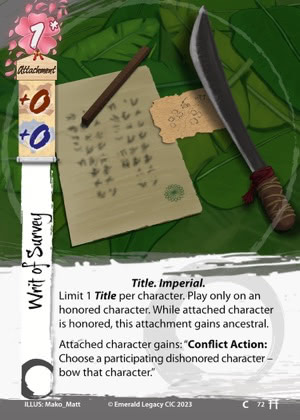 1
Attachment
+0
+0
Writ of Survey
Title. Imperial.
Limit 1 Title per character. Play only on
honored character. While attached character
is honored, this attachment gains ancestral.
Attached character gains: “Conflict Action:
Choose a participating dishonored character –
bow that character.”
ILLUS: Mako_Matt © Emerald Legacy CIC 2023 C 72